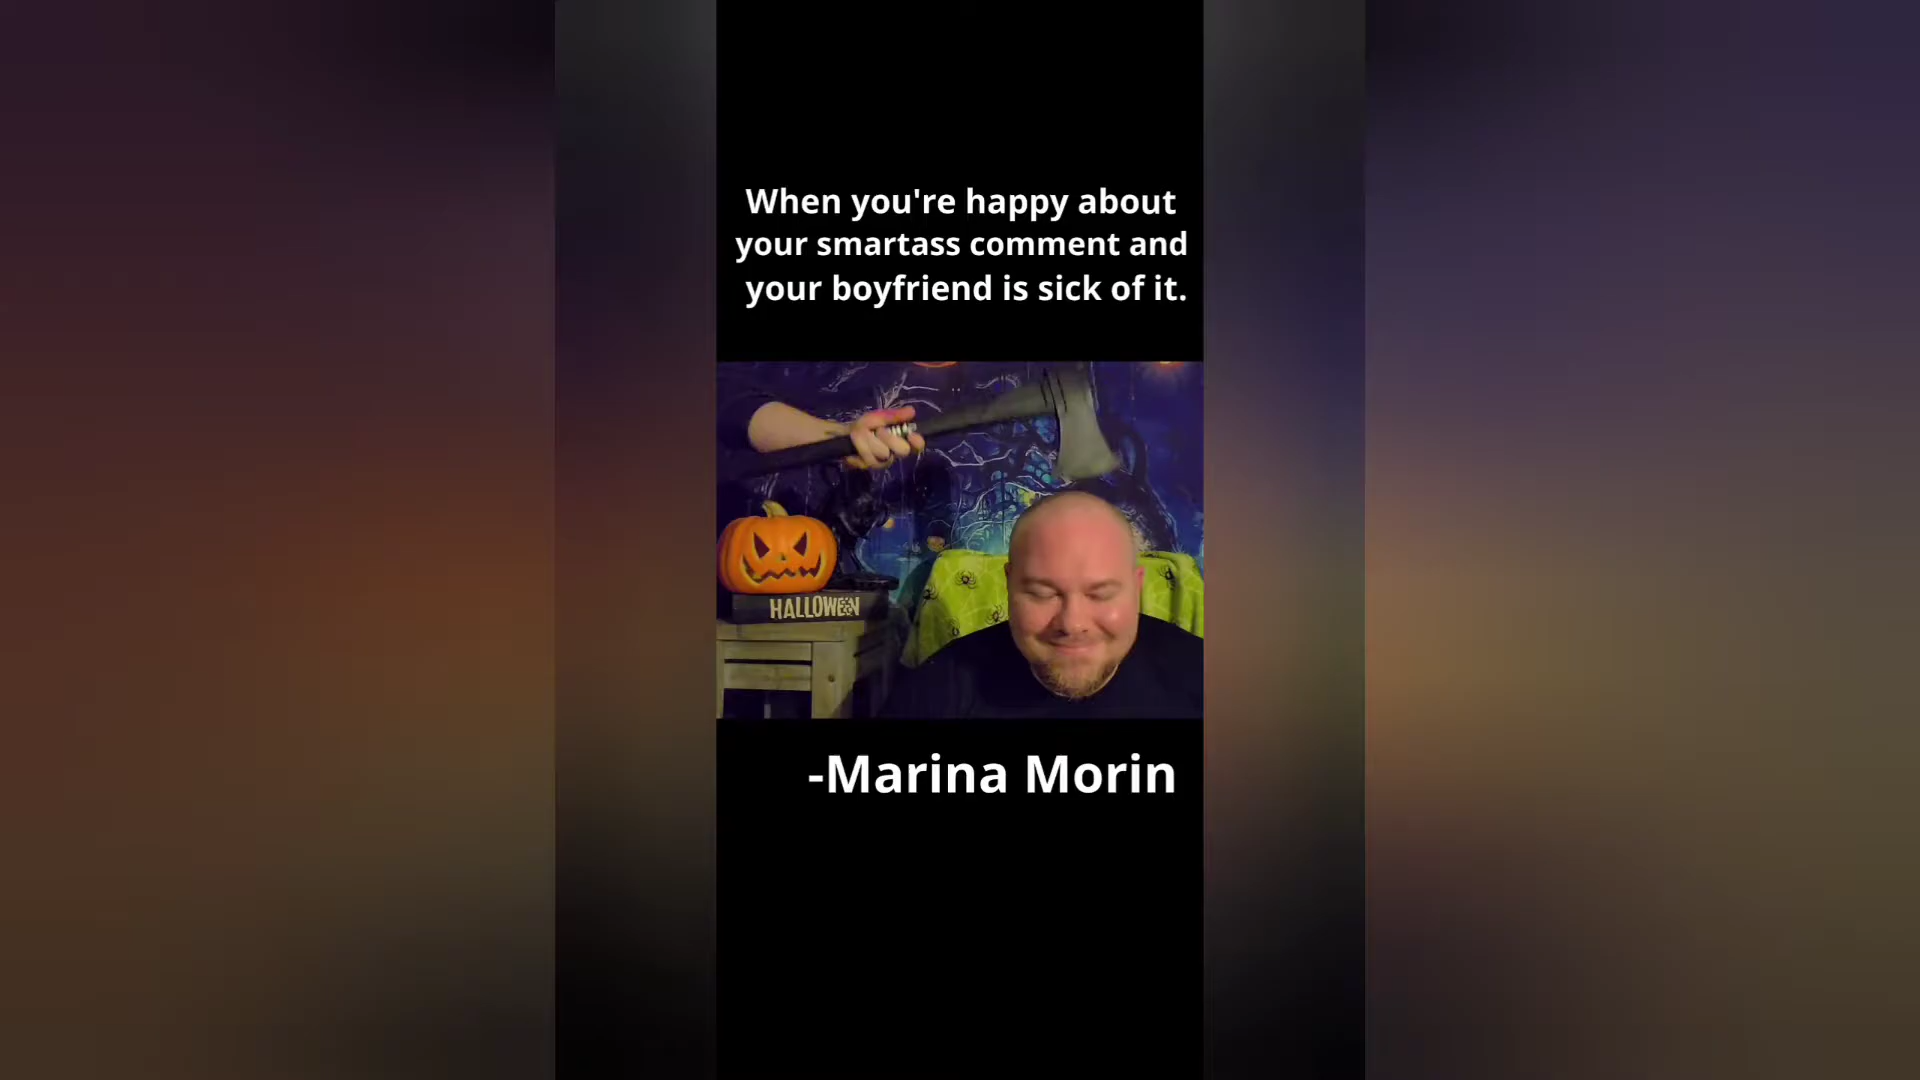 When you're happy about
your smartass comment and
your boyfriend is sick of it.
HALLOWEEN
-Marina Morin